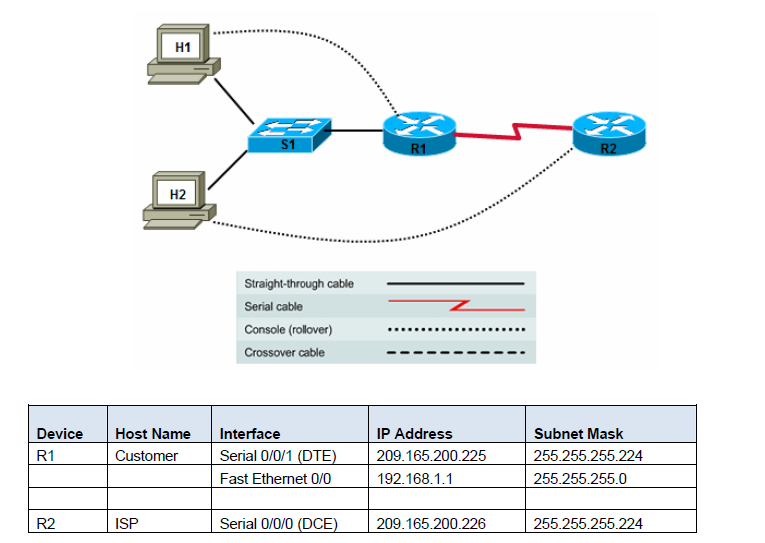 H1
S1
R1
R2
H2
Straight-through cable
Serial cable
Console (rollover)
Crossover cable
Device Host Name Interface IP Address Subnet Mask
R1 Customer Serial 0/0/1 (DTE) 209.165.200.225 255.255.255.224
Fast Ethernet 0/0 192.168.1.1 255.255.255.0
R2 ISP Serial 0/0/0 (DCE) 209.165.200.226 255.255.255.224